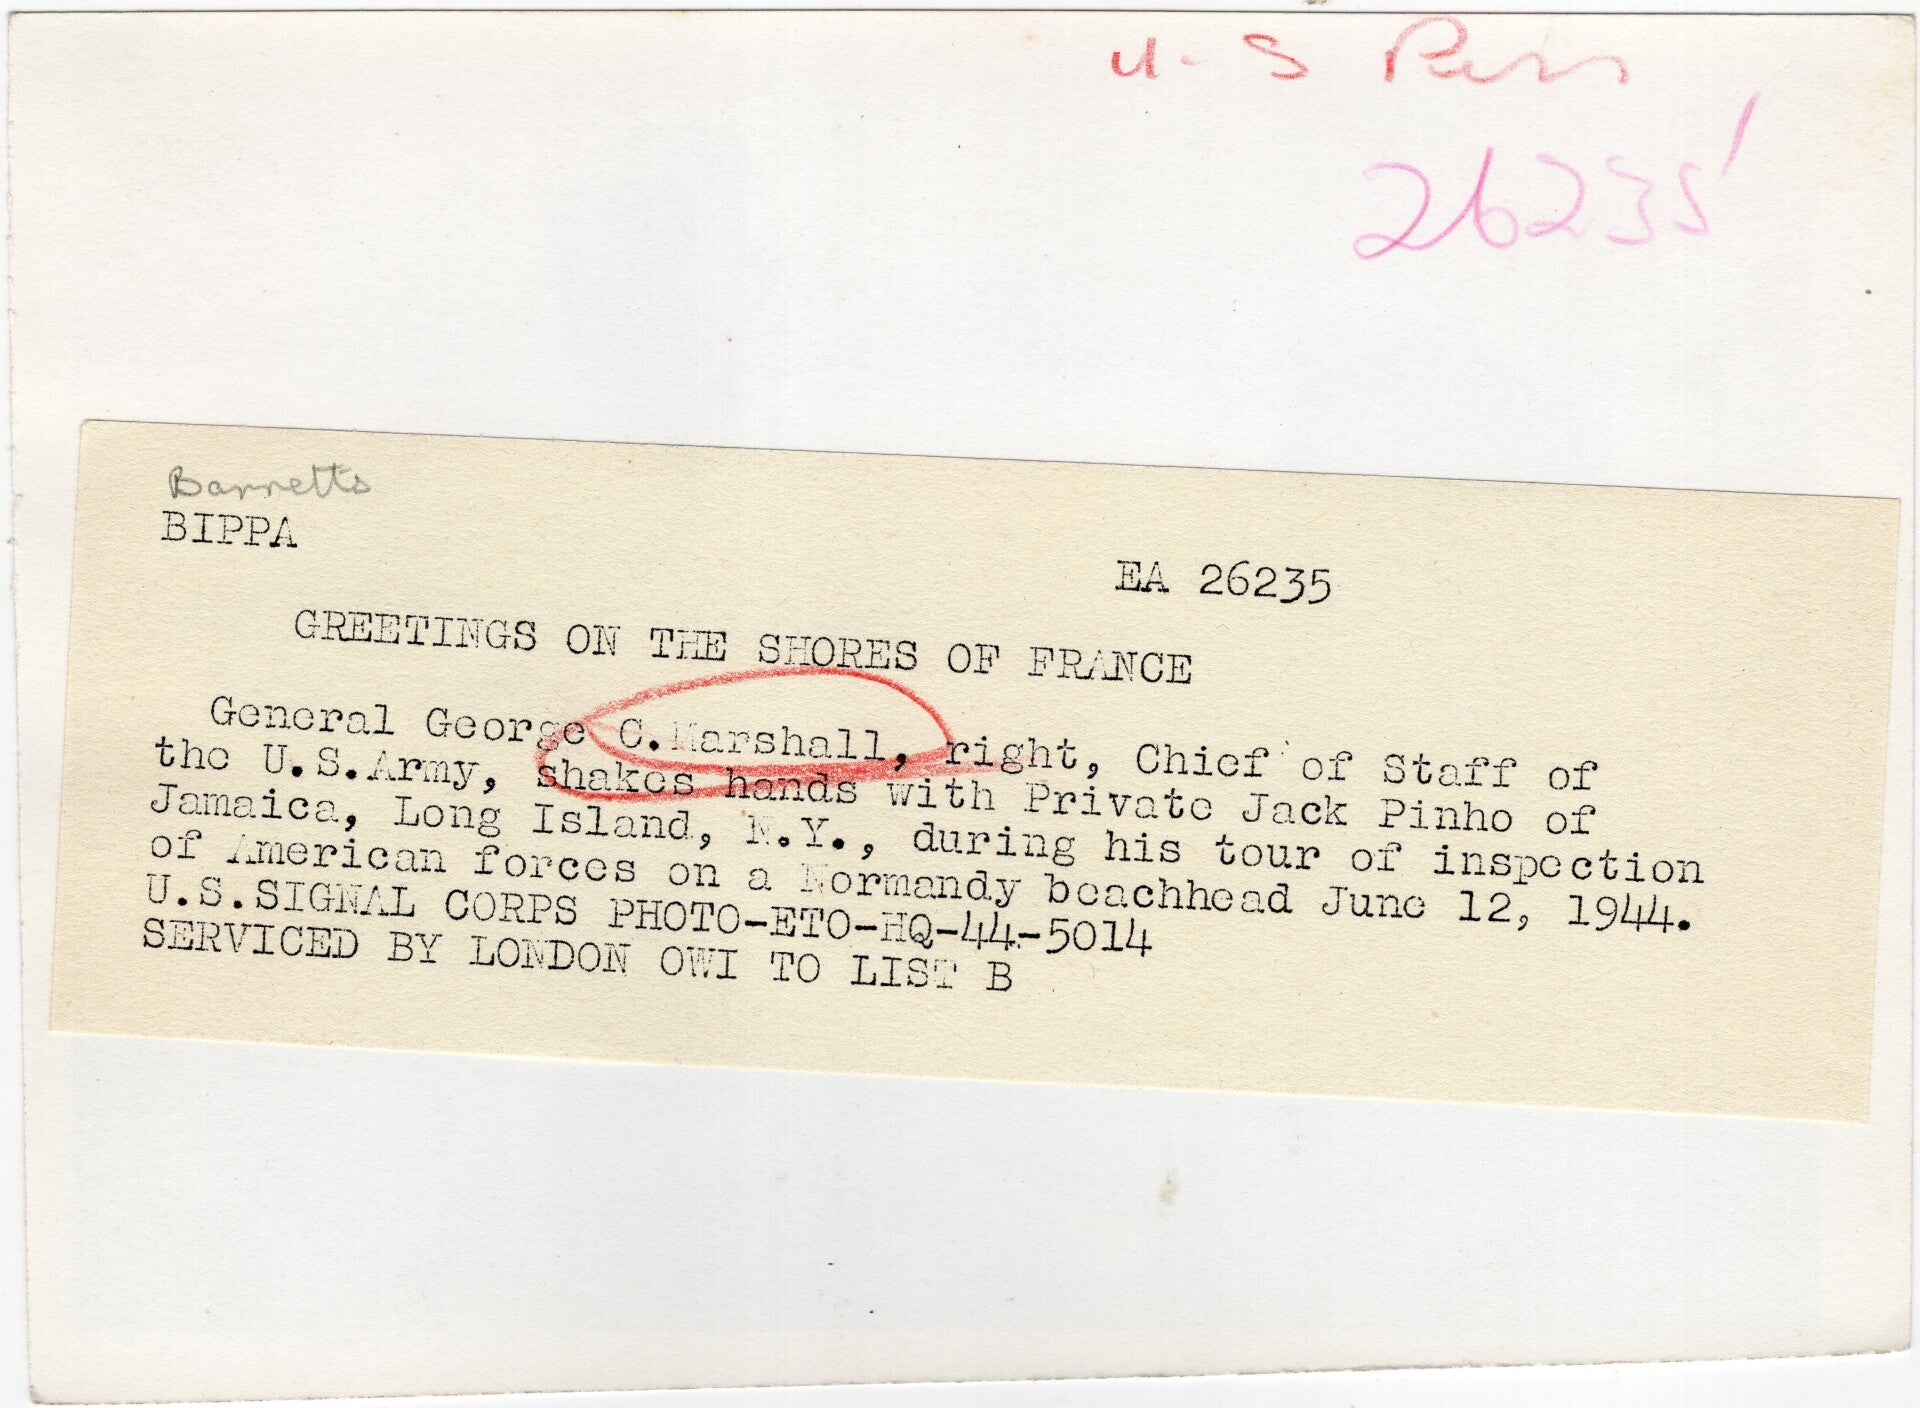 U-S Pers
26235
Barretts
BIPPA
EA 26235
GREETINGS ON THE SHORES OF FRANCE
General George C.Marshall, right, Chief of Staff of
the U.S.Army, shakes hands with Private Jack Pinho of
Jamaica, Long Island, N.Y., during his tour of inspection
of American forces on a Normandy beachhead June 12, 1944.
U.S.SIGNAL CORPS PHOTO-ETO-HQ-44-5014
SERVICED BY LONDON OWI TO LIST B